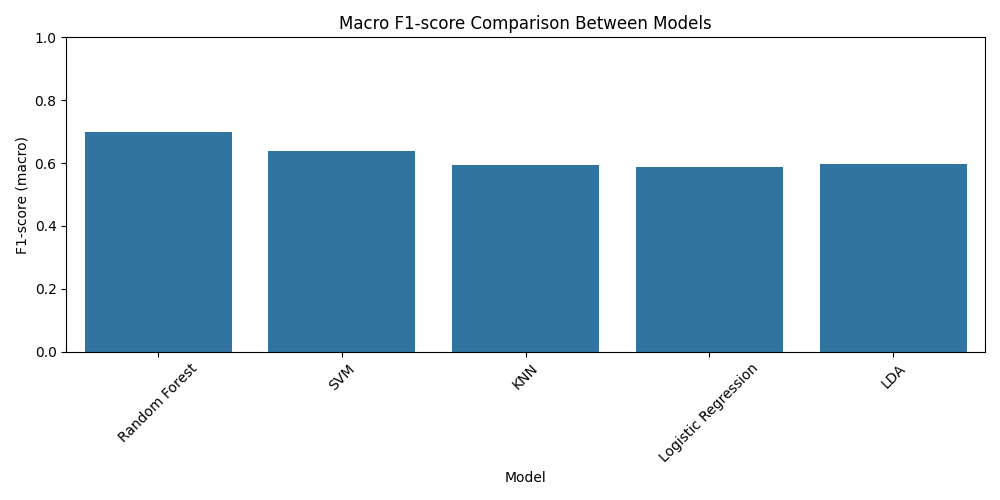 Macro F1-score Comparison Between Models
F1-score (macro)
1.0
0.8
0.6
0.4
0.2
0.0
Random Forest
SVM
KNN
Logistic Regression
LDA
Model